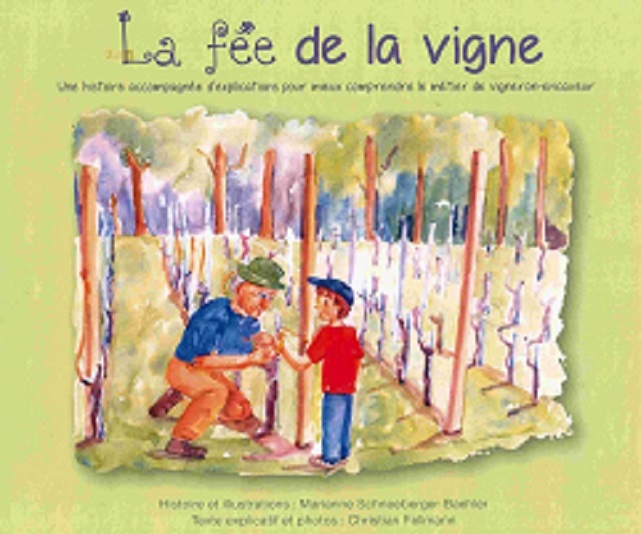 La fée de la vigne
Une histoire accompagnée d'explications pour mieux comprendre le métier de vigneron-encaveur
Histoire et illustrations : Marianne Schneeberger Baehler
Texte explicatif et photos : Christian Fellmann